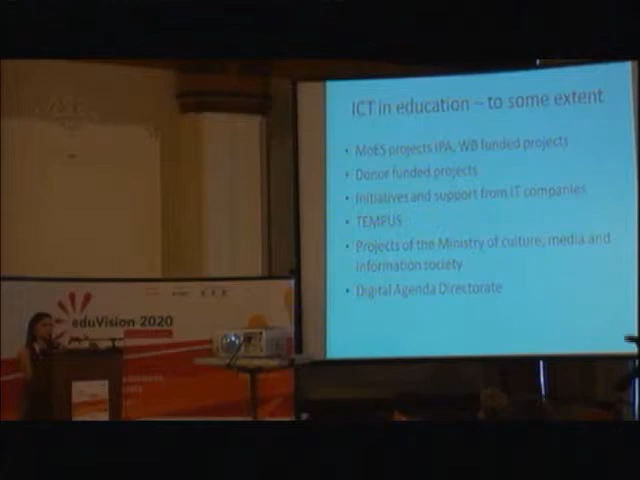 ICT in education – to some extent
• MoES projects IPA, WB funded projects
• Donor funded projects
• Initiatives and support from IT companies
• TEMPUS
• Projects of the Ministry of culture, media and
information society
• Digital Agenda Directorate
eduVision 2020